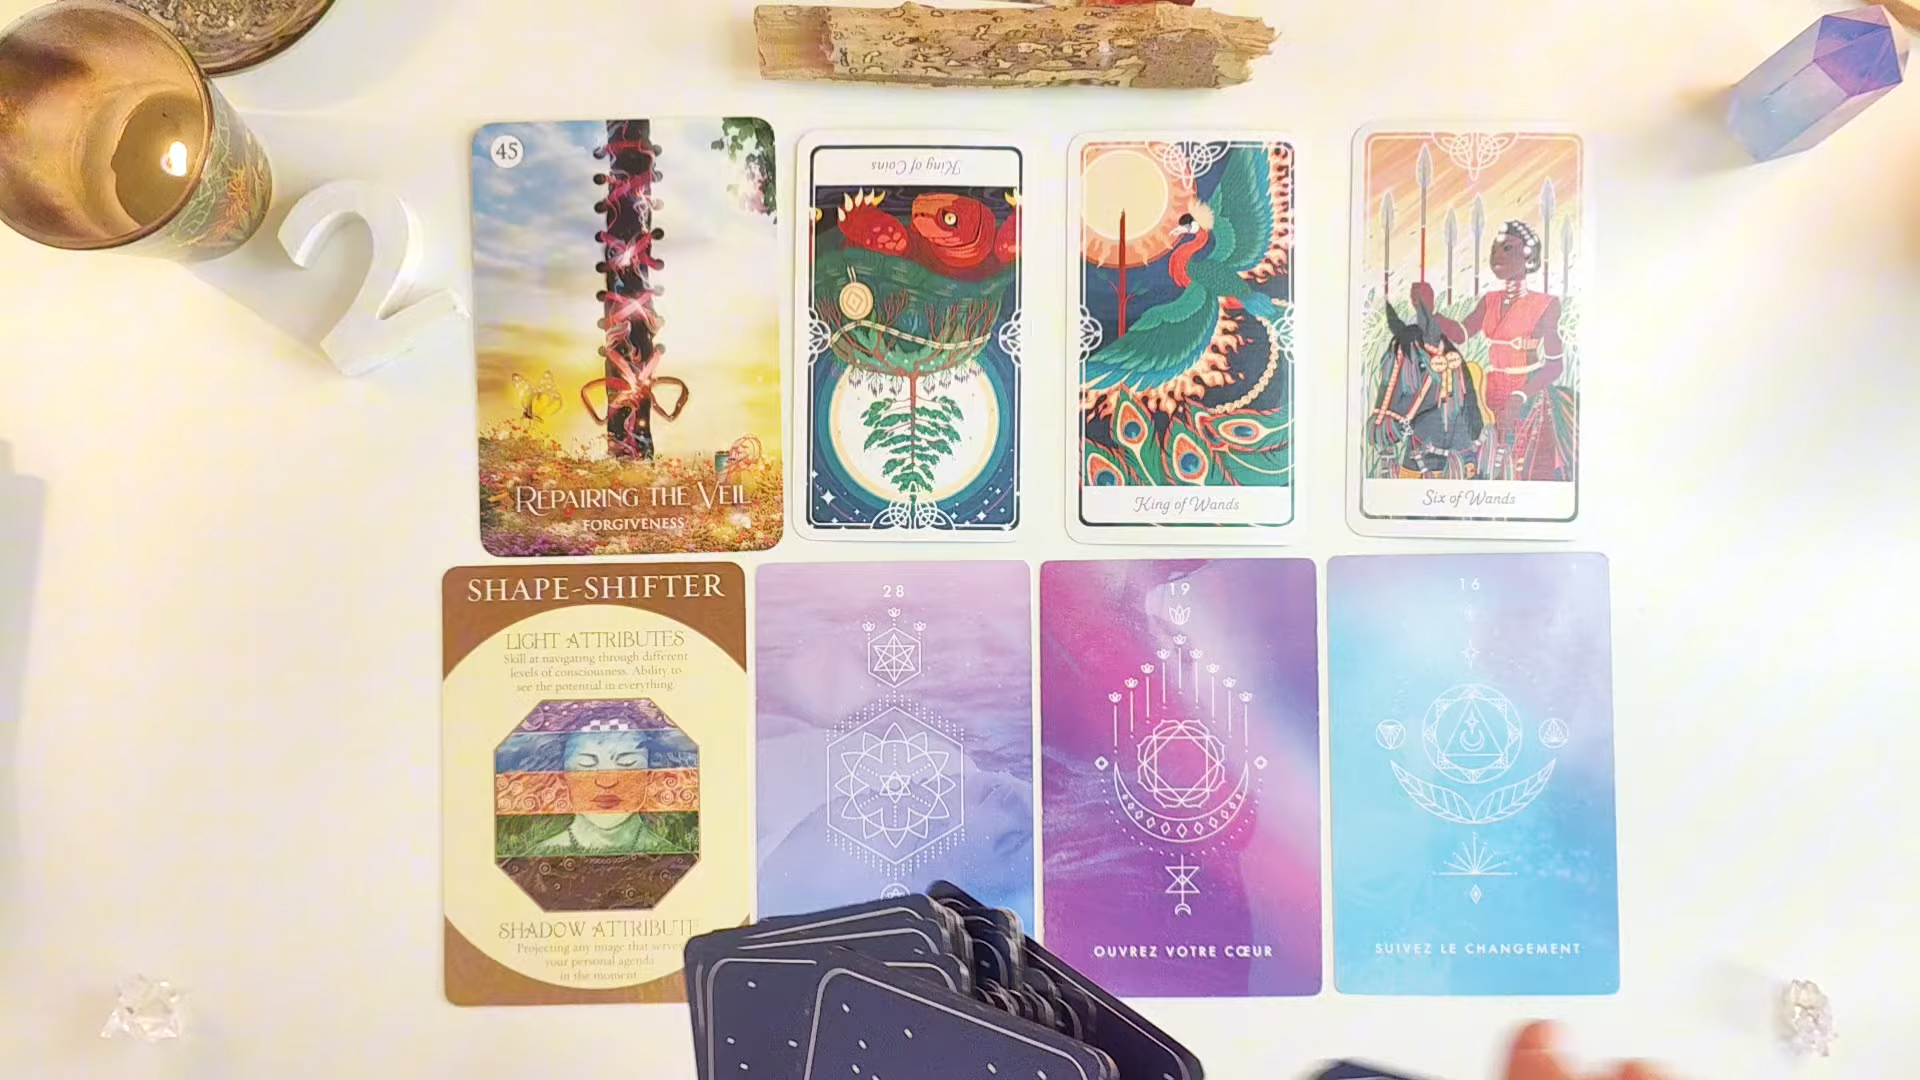 2
45
REPAIRING THE VEIL
FORGIVENESS
King of Coins
King of Wands
Six of Wands
SHAPE-SHIFTER
LIGHT ATTRIBUTES
Skill at navigating through different
levels of consciousness. Ability to
see the potential in everything.
SHADOW ATTRIBUTE
Projecting any image that serves
your personal agenda
in the moment
28
19
OUVREZ VOTRE CŒUR
16
SUIVEZ LE CHANGEMENT